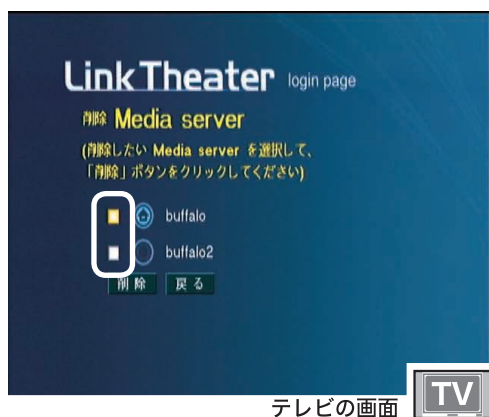 LinkTheater login page
削除 Media server
(削除したい Media server を選択して、
「削除」ボタンをクリックしてください)
buffalo
buffalo2
削除 戻る
テレビの画面 TV